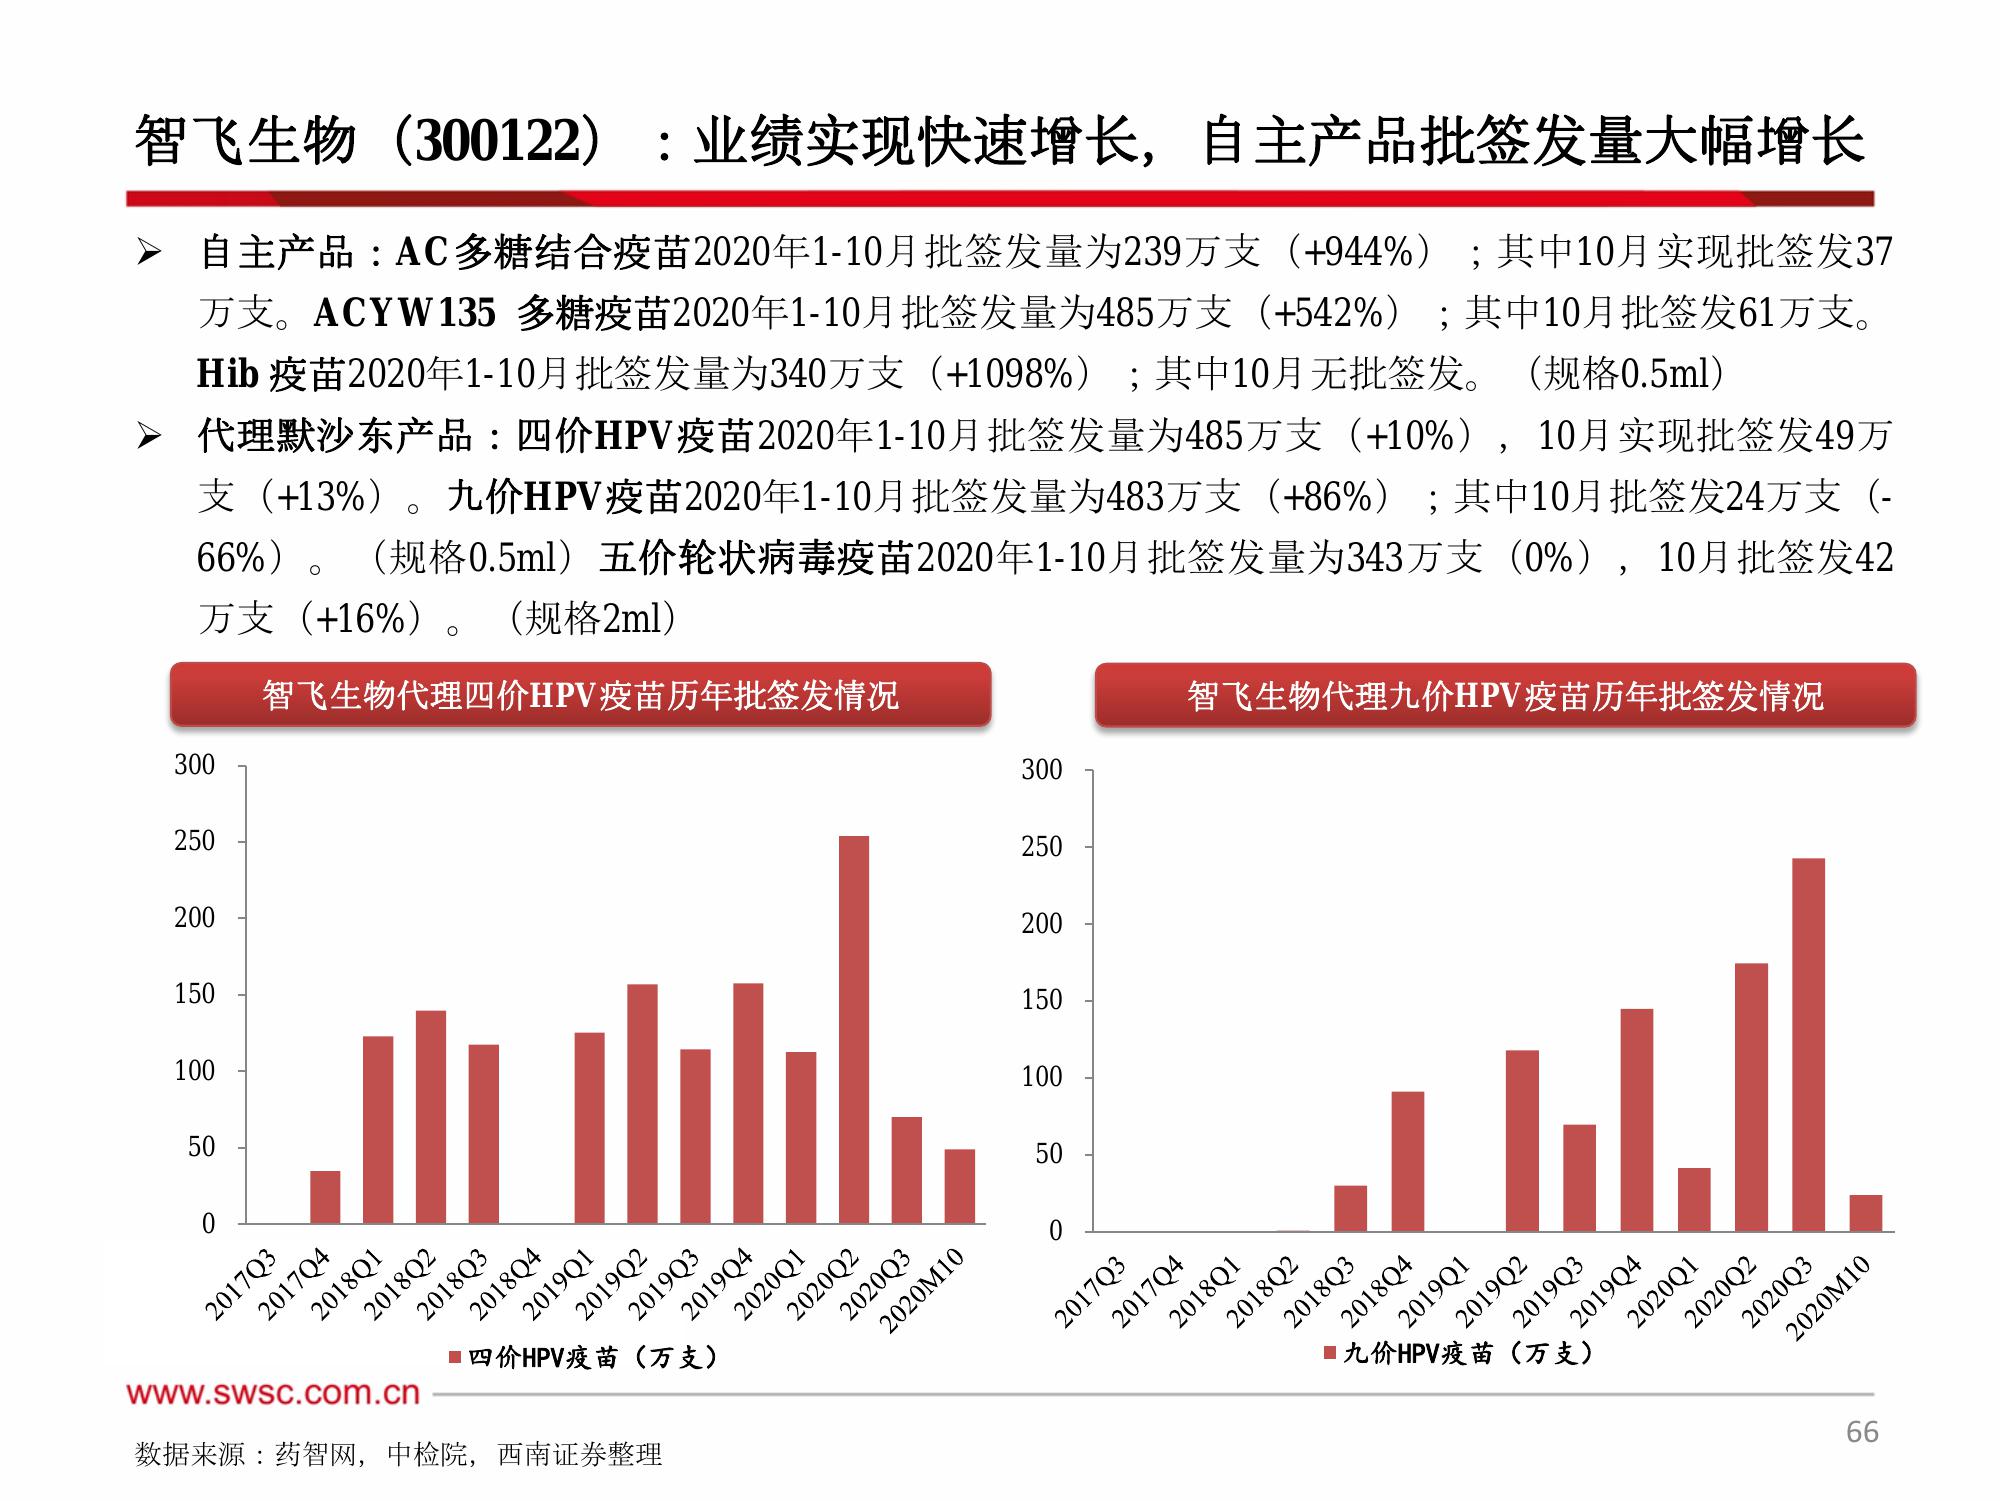 智飞生物（300122）：业绩实现快速增长，自主产品批签发量大幅增长
➢ 自主产品：AC多糖结合疫苗2020年1-10月批签发量为239万支（+944%）；其中10月实现批签发37
万支。ACYW135 多糖疫苗2020年1-10月批签发量为485万支（+542%）；其中10月批签发61万支。
Hib 疫苗2020年1-10月批签发量为340万支（+1098%）；其中10月无批签发。（规格0.5ml）
➢ 代理默沙东产品：四价HPV疫苗2020年1-10月批签发量为485万支（+10%），10月实现批签发49万
支（+13%）。九价HPV疫苗2020年1-10月批签发量为483万支（+86%）；其中10月批签发24万支（-
66%）。（规格0.5ml）五价轮状病毒疫苗2020年1-10月批签发量为343万支（0%），10月批签发42
万支（+16%）。（规格2ml）
智飞生物代理四价HPV疫苗历年批签发情况
300
250
200
150
100
50
0
2017Q3 2017Q4 2018Q1 2018Q2 2018Q3 2018Q4 2019Q1 2019Q2 2019Q3 2019Q4 2020Q1 2020Q2 2020Q3 2020M10
四价HPV疫苗（万支）
智飞生物代理九价HPV疫苗历年批签发情况
300
250
200
150
100
50
0
2017Q3 2017Q4 2018Q1 2018Q2 2018Q3 2018Q4 2019Q1 2019Q2 2019Q3 2019Q4 2020Q1 2020Q2 2020Q3 2020M10
九价HPV疫苗（万支）
www.swsc.com.cn
66
数据来源：药智网，中检院，西南证券整理